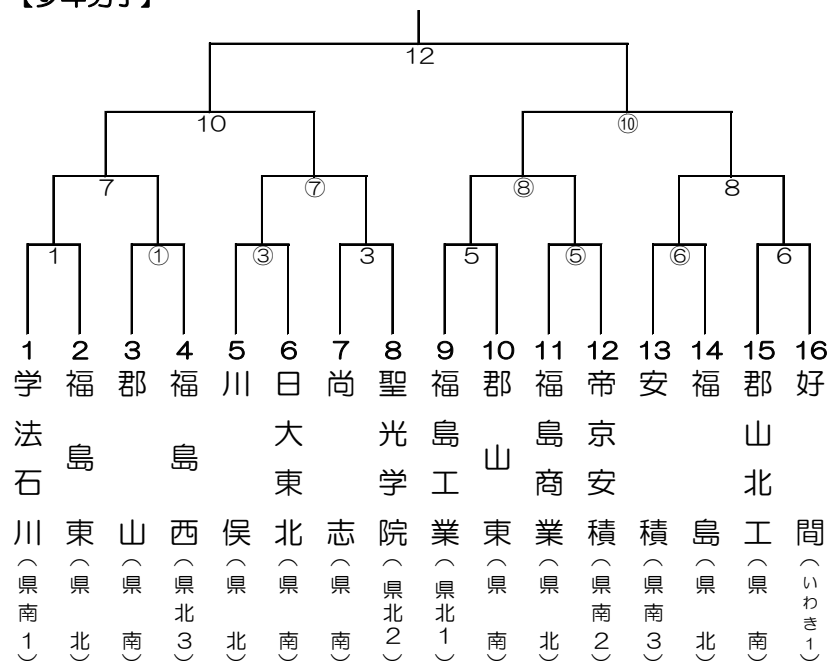 12
10
⑩
7
⑦
⑧
8
1
①
③
3
5
⑤
⑥
6
1 学法石川（県南1）
2 福島東（県北）
3 郡山（県南）
4 福島西（県北3）
5 川俣（県北）
6 日大東北（県南）
7 尚志（県南）
8 聖光学院（県北2）
9 福島工業（県北1）
10 郡山東（県南）
11 福島商業（県北）
12 帝京安積（県南2）
13 安積（県南3）
14 福島（県北）
15 郡山北工（県南）
16 好間（いわき1）